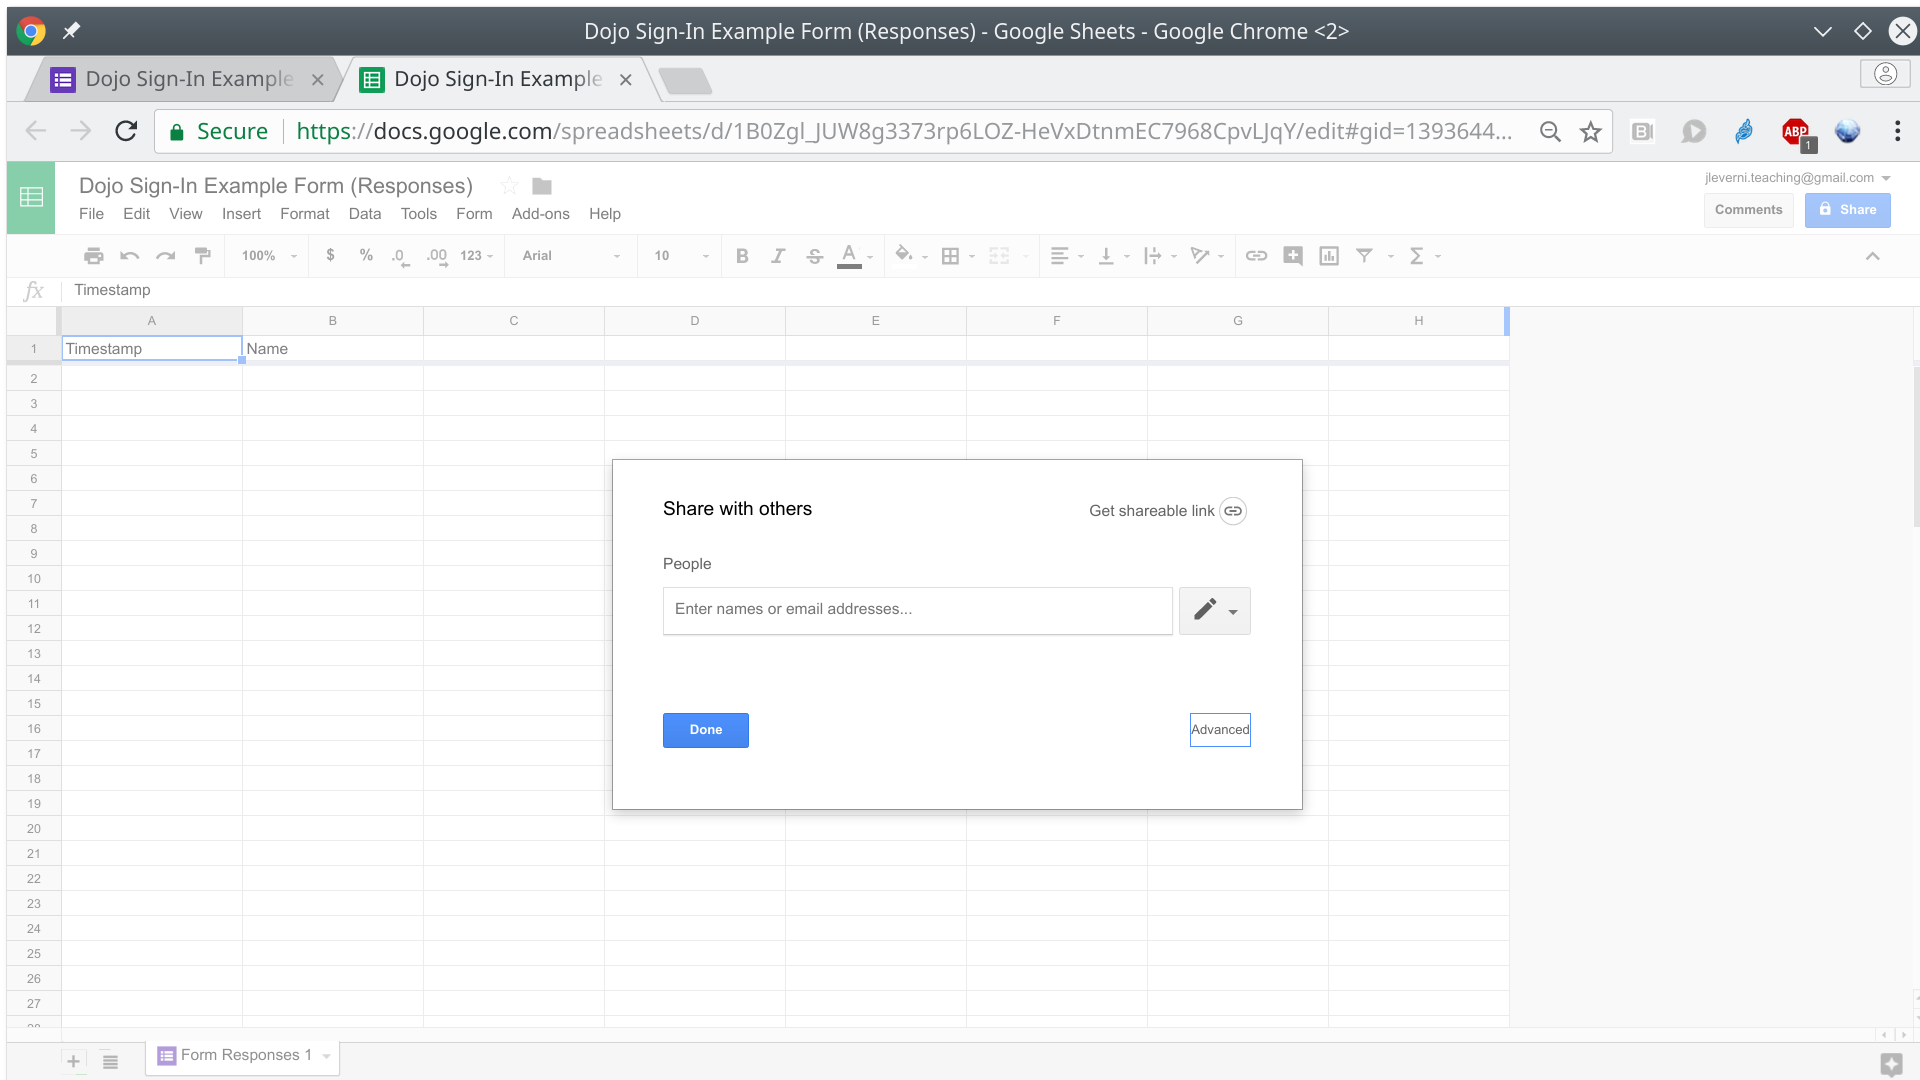 Dojo Sign-In Example Form (Responses) - Google Sheets - Google Chrome <2>
Dojo Sign-In Example
Dojo Sign-In Example
Secure
https://docs.google.com/spreadsheets/d/1B0Zgl_JUW8g3373rp6LOZ-HeVxDtnmEC7968CpvLJqY/edit#gid=1393644...
ABP
1
Dojo Sign-In Example Form (Responses)
jleverni.teaching@gmail.com
File Edit View Insert Format Data Tools Form Add-ons Help
Comments
Share
100% $ % .0 .00 123 Arial 10 B I S A
fx Timestamp
A B C D E F G H
1 Timestamp Name
2
3
4
5
6
7
8
9
10
11
12
13
14
15
16
17
18
19
20
21
22
23
24
25
26
27
28
Share with others
Get shareable link
People
Enter names or email addresses...
Done
Advanced
Form Responses 1